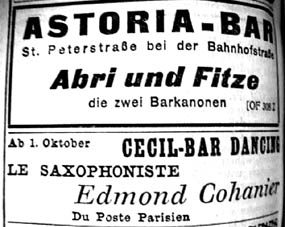 ASTORIA-BAR
St. Peterstraße bei der Bahnhofstraße
Abri und Fitze
die zwei Barkanonen [OF 308 Z
Ab 1. Oktober CECIL-BAR DANCING
LE SAXOPHONISTE
Edmond Cohanier
Du Poste Parisien